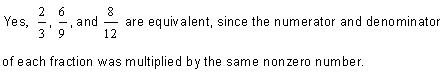 Yes, 2/3, 6/9, and 8/12 are equivalent, since the numerator and denominator
of each fraction was multiplied by the same nonzero number.